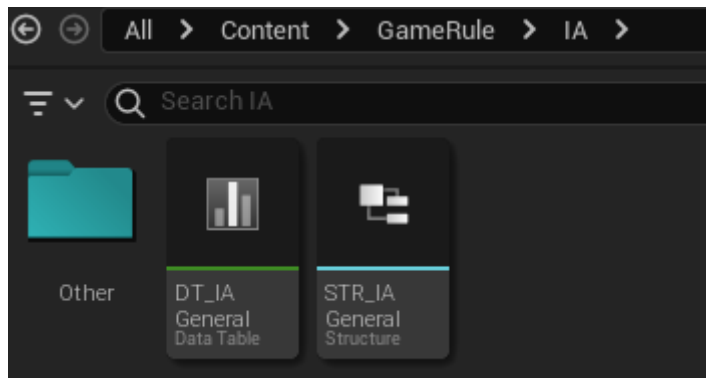 All > Content > GameRule > IA >
Search IA
Other
DT_IA
General
Data Table
STR_IA
General
Structure